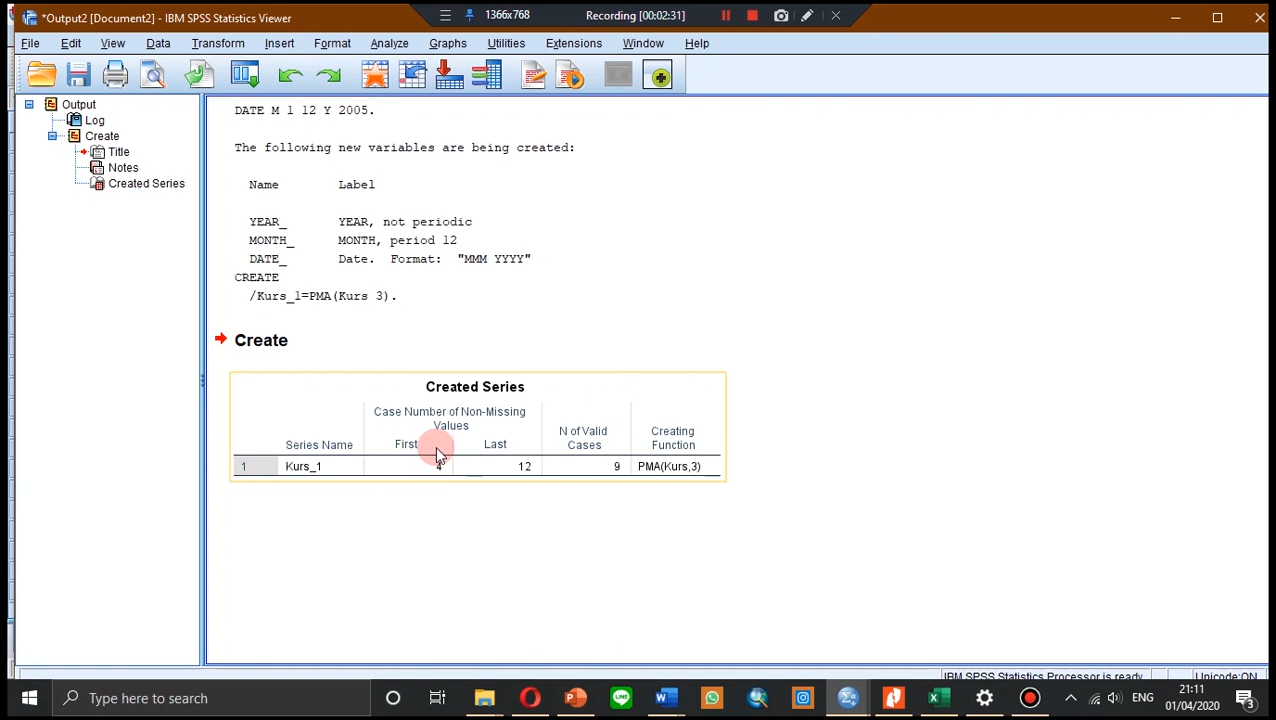 *Output2 [Document2] - IBM SPSS Statistics Viewer
1366x768
Recording [00:02:31]
File Edit View Data Transform Insert Format Analyze Graphs Utilities Extensions Window Help
Output
Log
Create
Title
Notes
Created Series
DATE M 1 12 Y 2005.
The following new variables are being created:
Name Label
YEAR_ YEAR, not periodic
MONTH_ MONTH, period 12
DATE_ Date. Format: "MMM YYYY"
CREATE
/Kurs_1=PMA(Kurs 3).
Create
Created Series
Case Number of Non-Missing
Values
N of Valid
Cases
Creating
Function
Series Name First Last
1 Kurs_1 4 12 9 PMA(Kurs,3)
IBM SPSS Statistics Processor is ready
Unicode:ON
Type here to search
ENG
21:11
01/04/2020
3